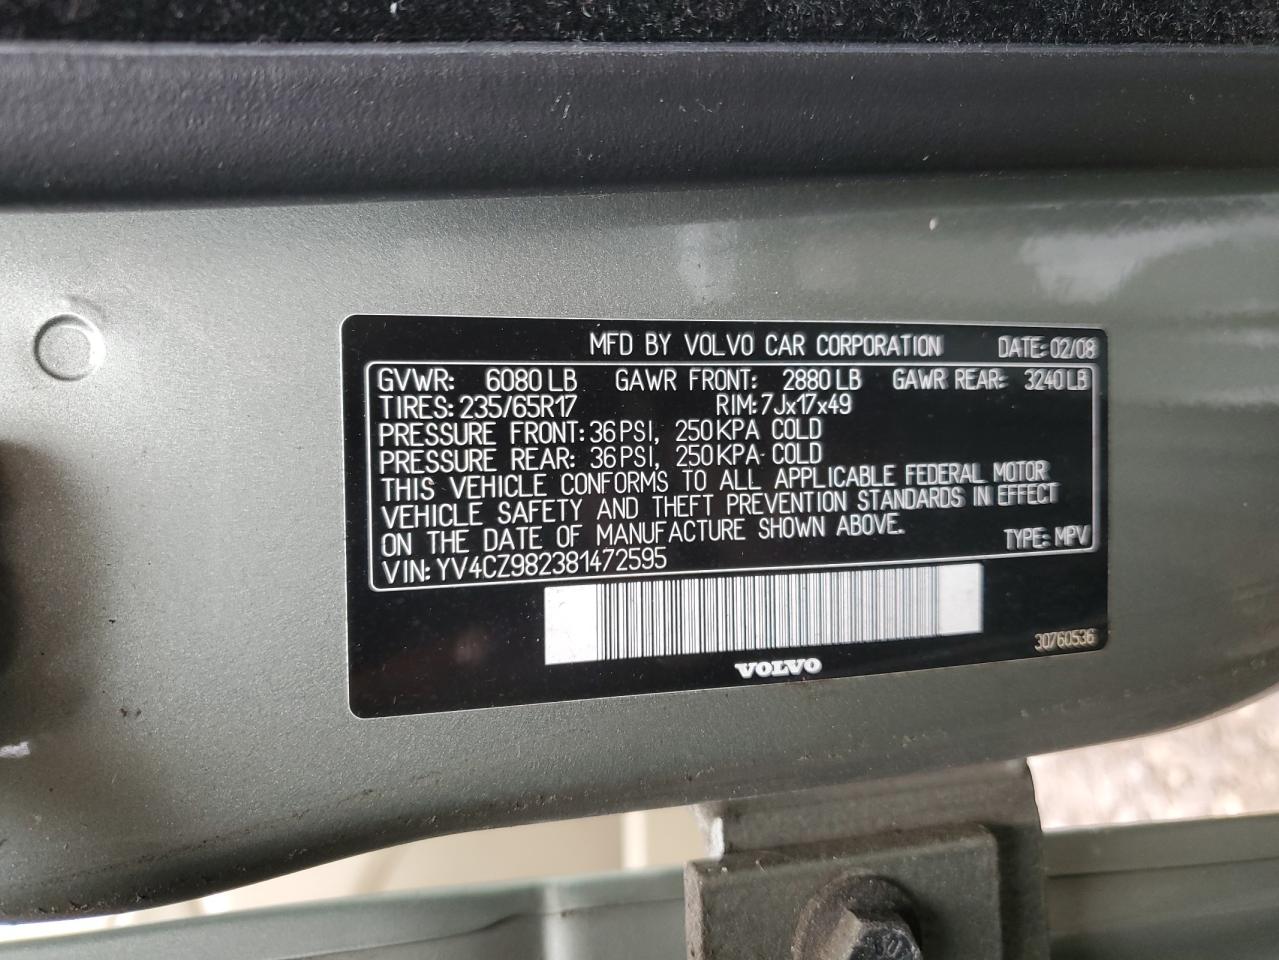 MFD BY VOLVO CAR CORPORATION DATE: 02/08
GVWR: 6080 LB GAWR FRONT: 2880 LB GAWR REAR: 3240 LB
TIRES: 235/65R17 RIM: 7Jx17x49
PRESSURE FRONT: 36 PSI, 250 KPA COLD
PRESSURE REAR: 36 PSI, 250 KPA COLD
THIS VEHICLE CONFORMS TO ALL APPLICABLE FEDERAL MOTOR
VEHICLE SAFETY AND THEFT PREVENTION STANDARDS IN EFFECT
ON THE DATE OF MANUFACTURE SHOWN ABOVE. TYPE: MPV
VIN: YV4CZ982381472595
30760536
VOLVO